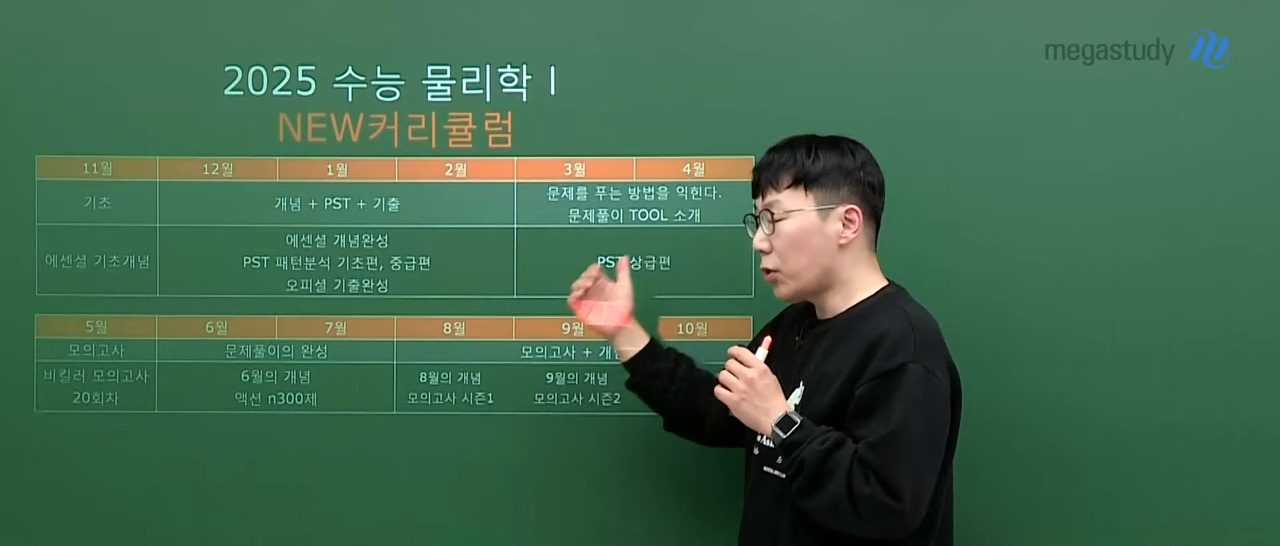 megastudy
2025 수능 물리학 I
NEW커리큘럼
11월 12월 1월 2월 3월 4월
기초 개념 + PST + 기출 문제를 푸는 방법을 익힌다.
문제풀이 TOOL 소개
에센셜 기초개념 에센셜 개념완성
PST 패턴분석 기초편, 중급편
오피셜 기출완성
PST 상급편
5월 6월 7월 8월 9월 10월
모의고사 문제풀이의 완성 모의고사 +
비킬러 모의고사 6월의 개념 8월의 개념 9월의 개념
20회차 액션 n300제 모의고사 시즌1 모의고사 시즌2